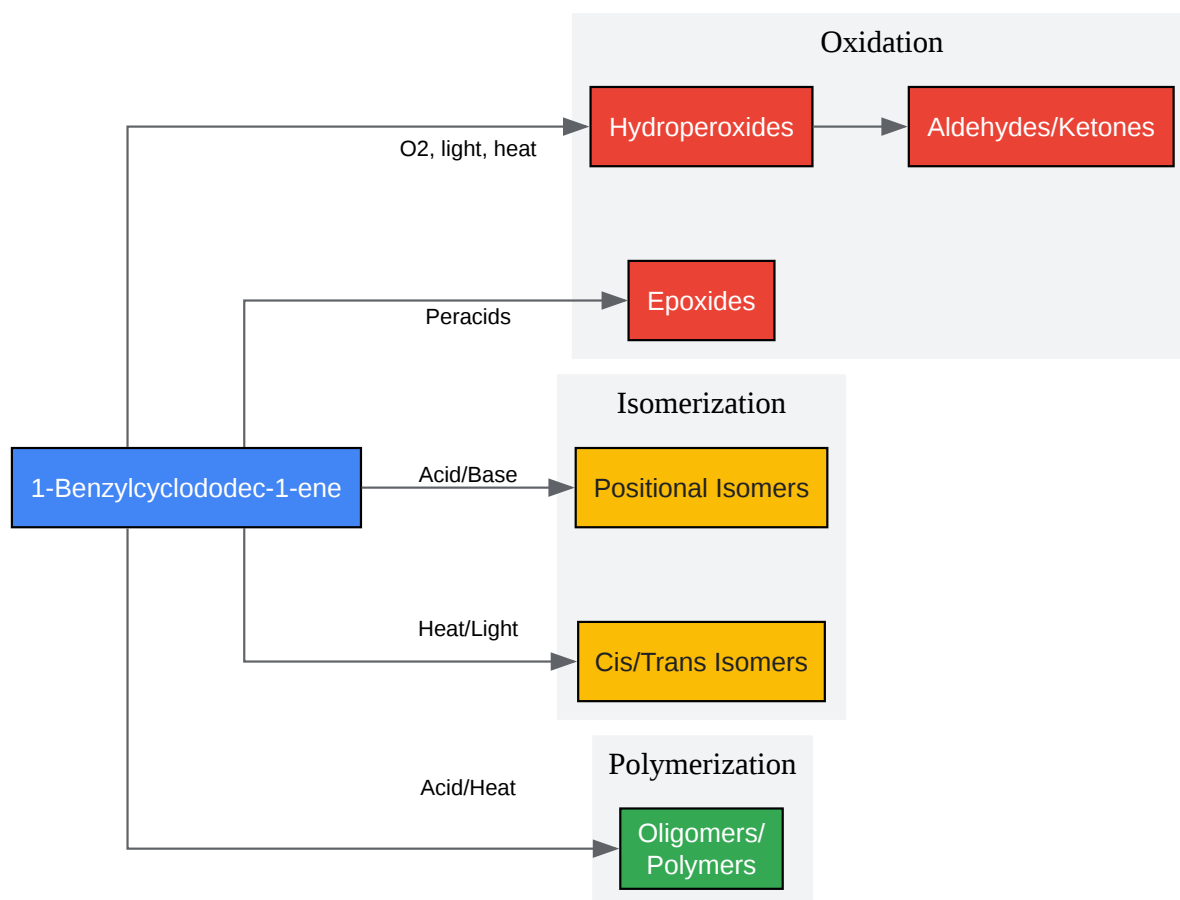 Oxidation
Hydroperoxides
Aldehydes/Ketones
O2, light, heat
Epoxides
Peracids
Isomerization
1-Benzylcyclododec-1-ene
Acid/Base
Positional Isomers
Heat/Light
Cis/Trans Isomers
Polymerization
Acid/Heat
Oligomers/
Polymers